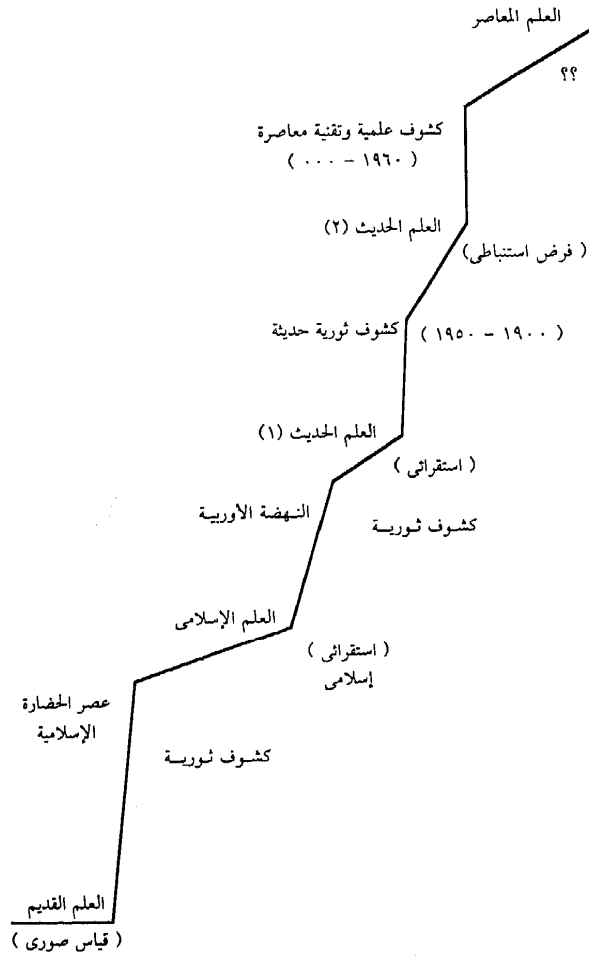 العلم المعاصر
؟؟
كشوف علمية وتقنية معاصرة
( ١٩٦٠ - ٠٠٠ )
العلم الحديث (٢)
( فرض استنباطى)
كشوف ثورية حديثة
( ١٩٠٠ - ١٩٥٠ )
العلم الحديث (١)
( استقرائى )
النهضة الأوربية
كشوف ثورية
العلم الإسلامى
( استقرائى )
إسلامى
عصر الحضارة
الإسلامية
كشوف ثورية
العلم القديم
( قياس صورى )